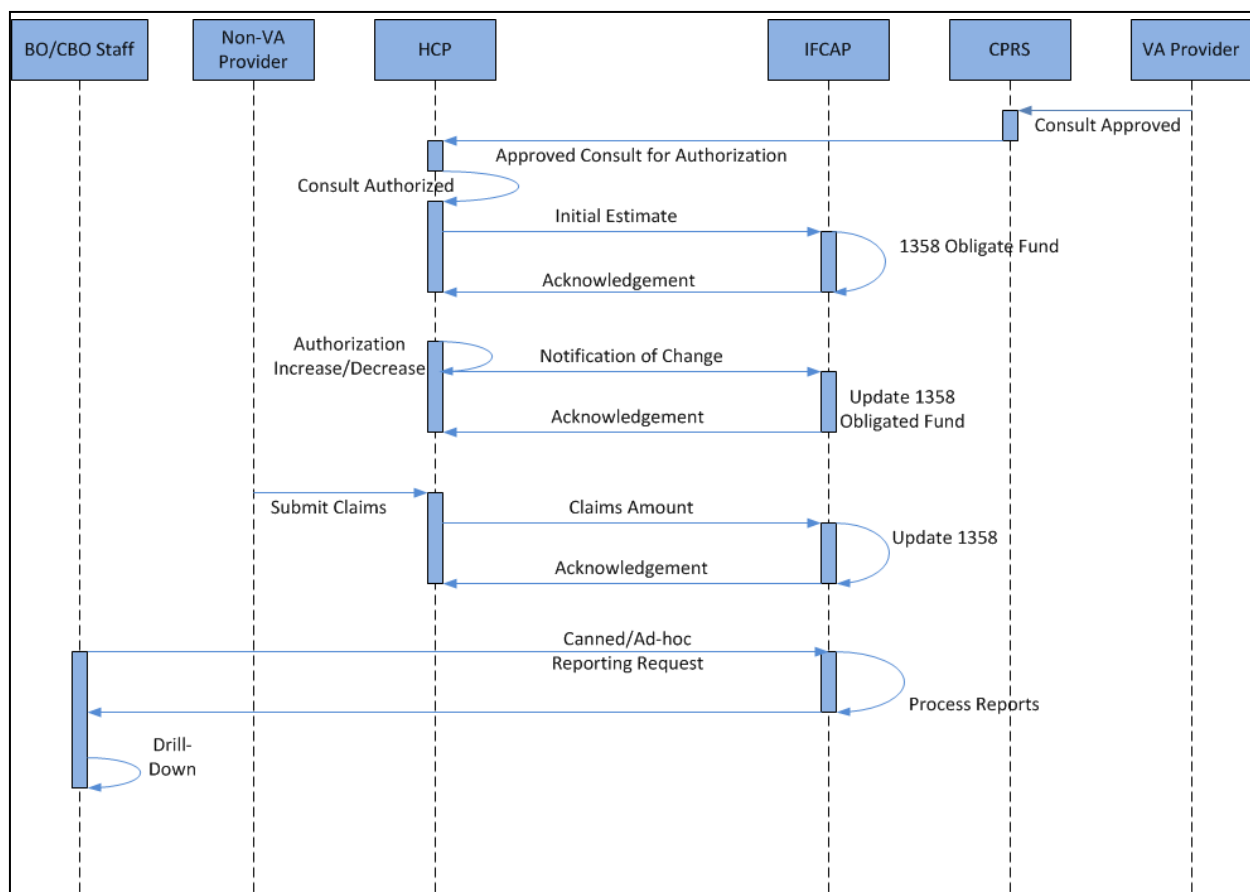 BO/CBO Staff
Non-VA
Provider
HCP
IFCAP
CPRS
VA Provider
Consult Approved
Approved Consult for Authorization
Consult Authorized
Initial Estimate
1358 Obligate Fund
Acknowledgement
Authorization
Increase/Decrease
Notification of Change
Update 1358
Obligated Fund
Acknowledgement
Submit Claims
Claims Amount
Update 1358
Acknowledgement
Canned/Ad-hoc
Reporting Request
Process Reports
Drill-
Down